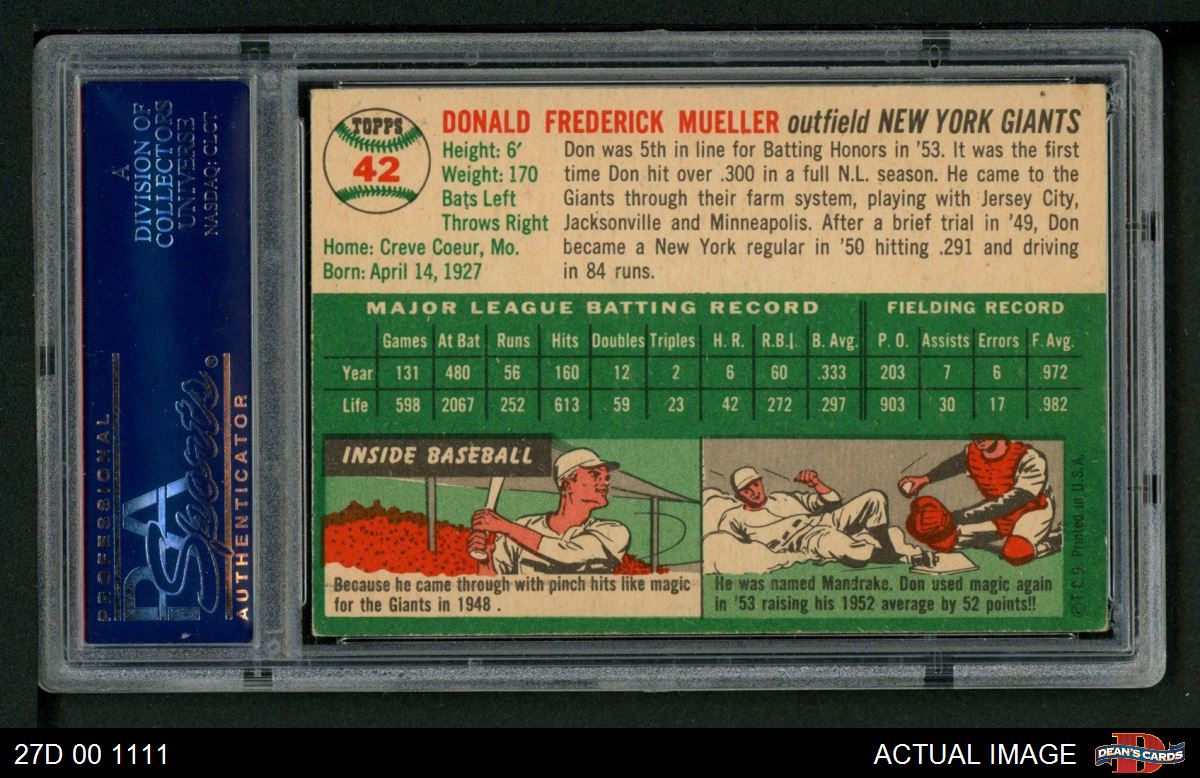 A
DIVISION OF
COLLECTORS
UNIVERSE
NASDAQ: CLCT
PROFESSIONAL
PSA
Sports
AUTHENTICATOR
TOPPS
42
DONALD FREDERICK MUELLER outfield NEW YORK GIANTS
Height: 6'
Weight: 170
Bats Left
Throws Right
Home: Creve Coeur, Mo.
Born: April 14, 1927
Don was 5th in line for Batting Honors in '53. It was the first
time Don hit over .300 in a full N.L. season. He came to the
Giants through their farm system, playing with Jersey City,
Jacksonville and Minneapolis. After a brief trial in '49, Don
became a New York regular in '50 hitting .291 and driving
in 84 runs.
MAJOR LEAGUE BATTING RECORD FIELDING RECORD
Games At Bat Runs Hits Doubles Triples H. R. R.B.I. B. Avg. P. O. Assists Errors F. Avg.
Year 131 480 56 160 12 2 6 60 .333 203 7 6 .972
Life 598 2067 252 613 59 23 42 272 .297 903 30 17 .982
INSIDE BASEBALL
Because he came through with pinch hits like magic
for the Giants in 1948 .
He was named Mandrake. Don used magic again
in '53 raising his 1952 average by 52 points!!
©T.C.G. Printed in U.S.A.
27D 00 1111
ACTUAL IMAGE
D
DEAN'S CARDS